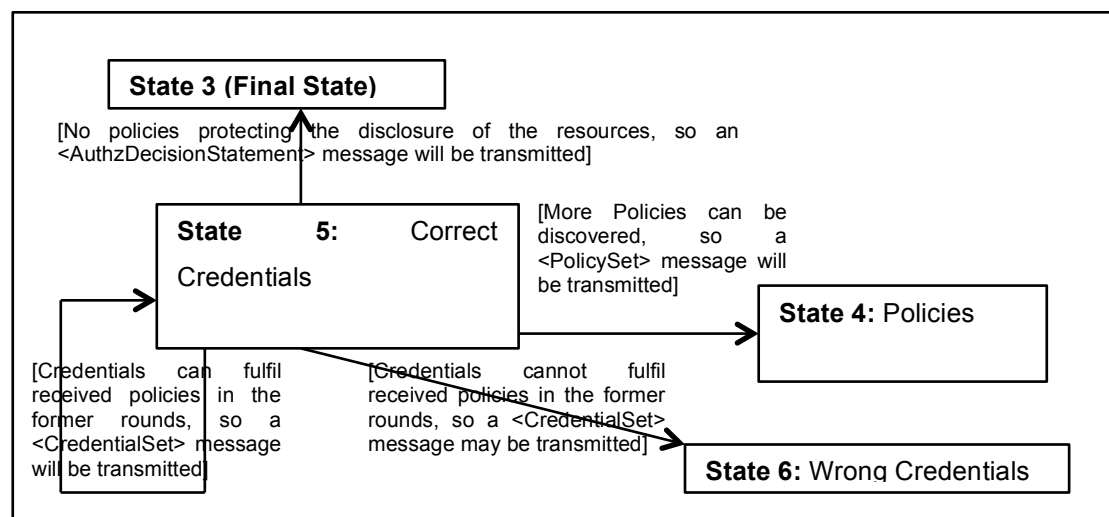 State 3 (Final State)
[No policies protecting the disclosure of the resources, so an
<AuthzDecisionStatement> message will be transmitted]
State 5: Correct
Credentials
[More Policies can be
discovered, so a
<PolicySet> message will
be transmitted]
State 4: Policies
[Credentials can fulfil
received policies in the
former rounds, so a
<CredentialSet> message
will be transmitted]
[Credentials cannot fulfil
received policies in the former
rounds, so a <CredentialSet>
message may be transmitted]
State 6: Wrong Credentials